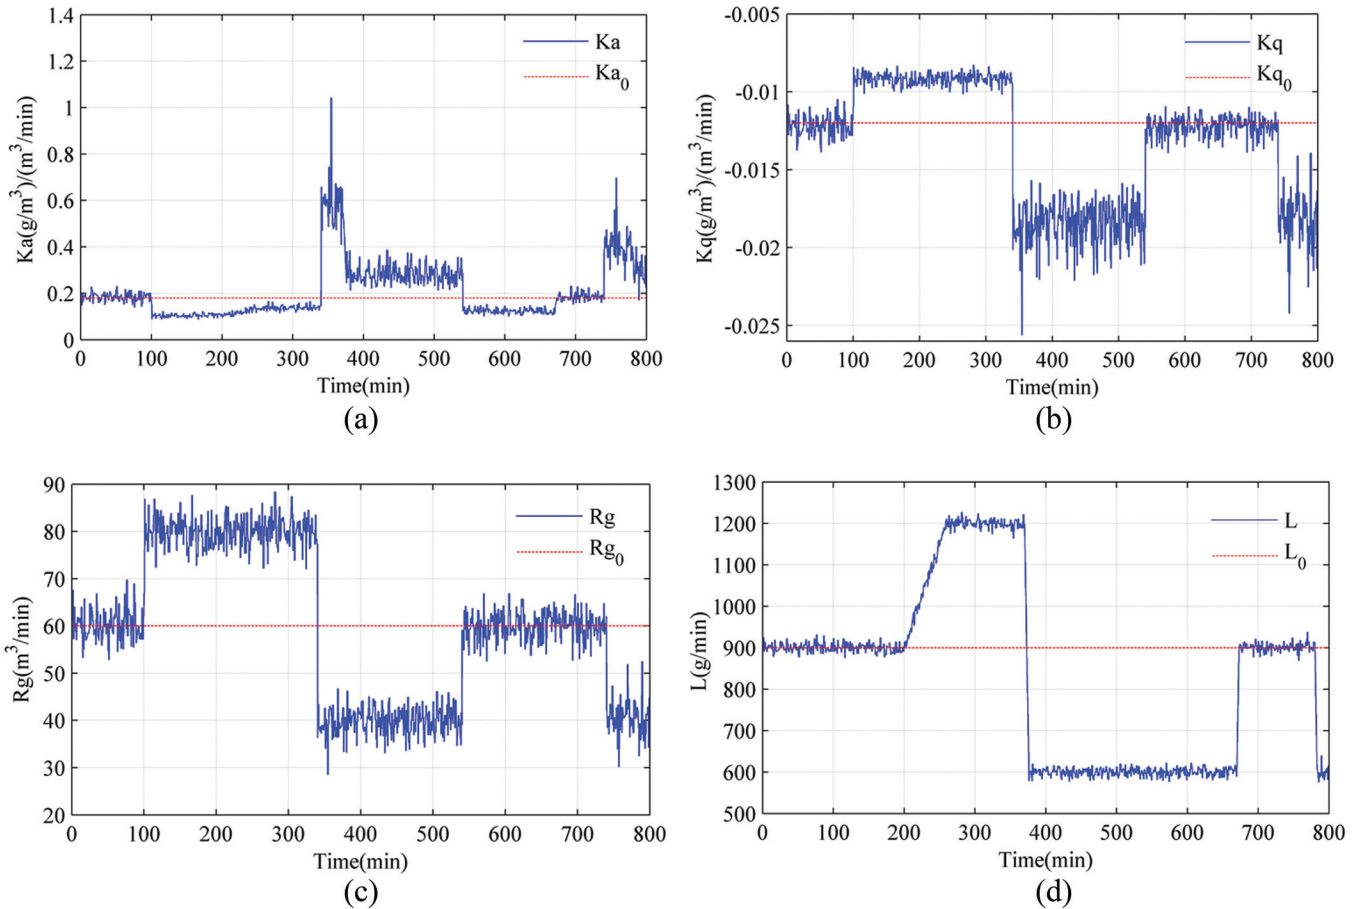 1.4
1.2
1
0.8
0.6
0.4
0.2
0
Ka(g/m³)/(m³/min)
Ka
Ka₀
0 100 200 300 400 500 600 700 800
Time(min)
(a)
-0.005
-0.01
-0.015
-0.02
-0.025
Kq(g/m³)/(m³/min)
Kq
Kq₀
0 100 200 300 400 500 600 700 800
Time(min)
(b)
90
80
70
60
50
40
30
20
Rg(m³/min)
Rg
Rg₀
0 100 200 300 400 500 600 700 800
Time(min)
(c)
1300
1200
1100
1000
900
800
700
600
500
L(g/min)
L
L₀
0 100 200 300 400 500 600 700 800
Time(min)
(d)